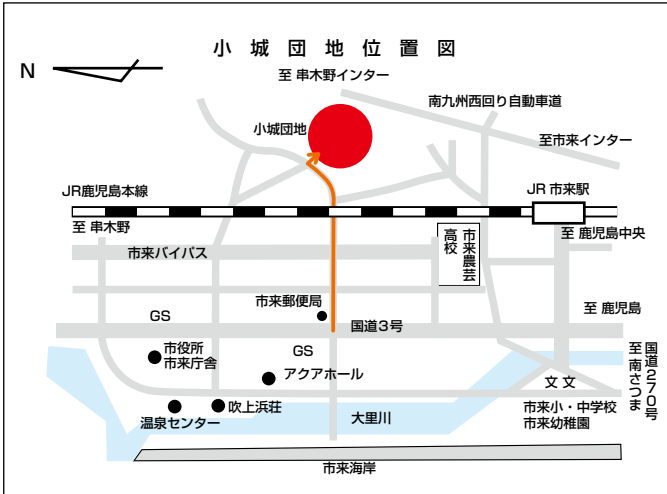 小城団地位置図
N
至 串木野インター
南九州西回り自動車道
小城団地
至市来インター
JR鹿児島本線
JR 市来駅
至 串木野
至 鹿児島中央
市来農芸
高校
市来バイパス
市来郵便局
至 鹿児島
GS
国道3号
GS
市役所
市来庁舎
アクアホール
国道270号
至 南さつま
文 文
吹上浜荘
温泉センター
大里川
市来小・中学校
市来幼稚園
市来海岸